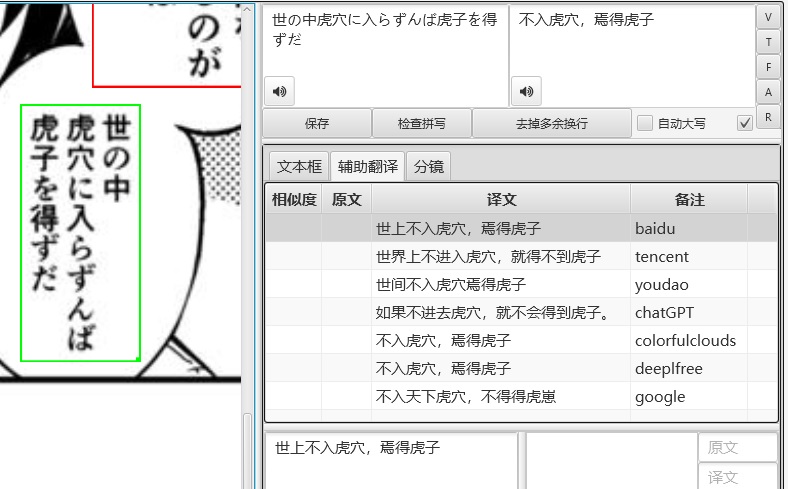 のが
世の中
虎穴に入らずんば
虎子を得ずだ
世の中虎穴に入らずんば虎子を得
ずだ
不入虎穴，焉得虎子
V
T
F
A
R
保存
检查拼写
去掉多余换行
自动大写
文本框
辅助翻译
分镜
相似度 原文 译文 备注
世上不入虎穴，焉得虎子 baidu
世界上不进入虎穴，就得不到虎子 tencent
世间不入虎穴焉得虎子 youdao
如果不进去虎穴，就不会得到虎子。 chatGPT
不入虎穴，焉得虎子 colorfulclouds
不入虎穴，焉得虎子 deeplfree
不入天下虎穴，不得得虎崽 google
世上不入虎穴，焉得虎子
原文
译文